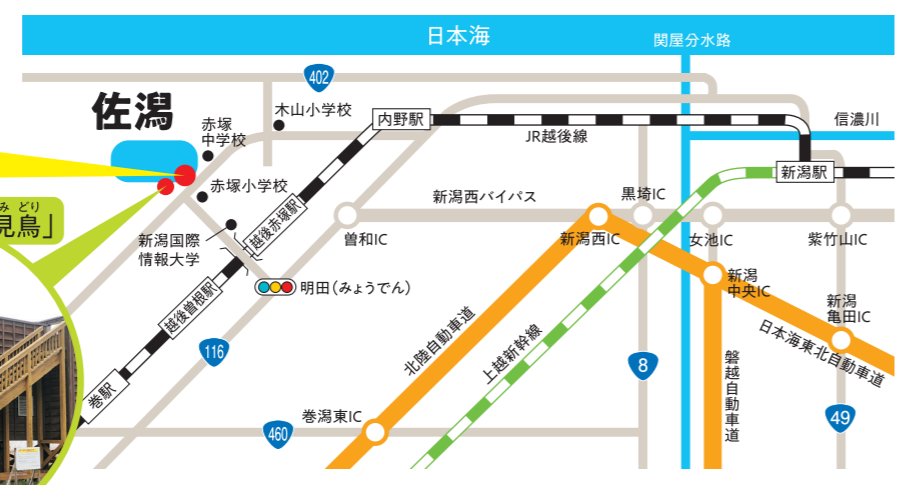 日本海
関屋分水路
402
佐潟
木山小学校
赤塚
中学校
内野駅
JR越後線
信濃川
新潟駅
赤塚小学校
みどり
見鳥」
新潟西バイパス
黒埼IC
越後赤塚駅
新潟国際
情報大学
曽和IC
新潟西IC
女池IC
紫竹山IC
明田(みょうでん)
新潟
中央IC
新潟
亀田IC
越後曽根駅
116
北陸自動車道
上越新幹線
8
磐越自動車道
日本海東北自動車道
巻駅
巻潟東IC
460
49